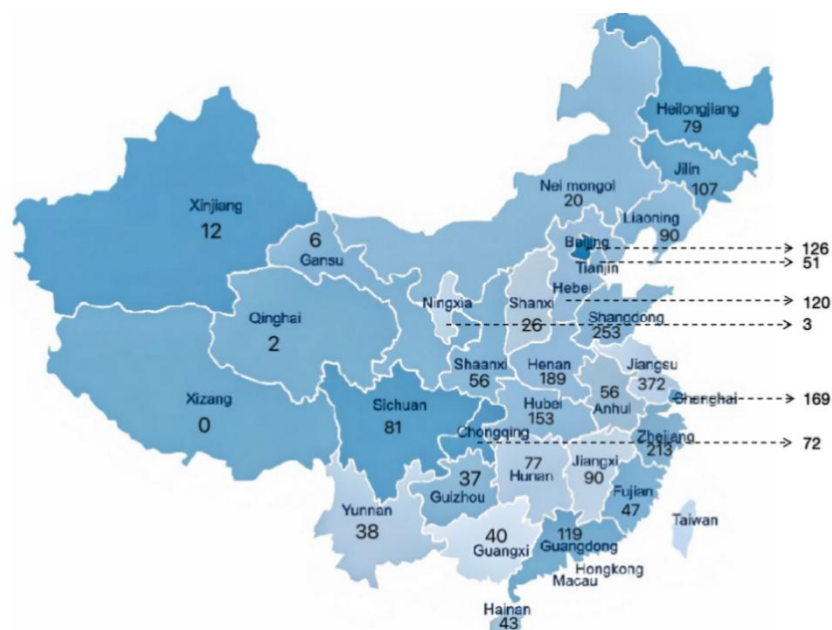 Heilongjiang
79
Jilin
107
Nei mongol
20
Xinjiang
12
Liaoning
90
6
Gansu
Beijing
126
Tianjin
51
Hebei
120
Ningxia
3
Shanxi
26
Shangdong
253
Qinghai
2
Shaanxi
56
Henan
189
Jiangsu
372
Xizang
0
Sichuan
81
Hubei
153
56
Anhui
Shanghai
169
Chongqing
72
Zhejiang
213
37
Guizhou
77
Hunan
Jiangxi
90
Fujian
47
Yunnan
38
40
Guangxi
119
Guangdong
Taiwan
Hongkong
Macau
Hainan
43